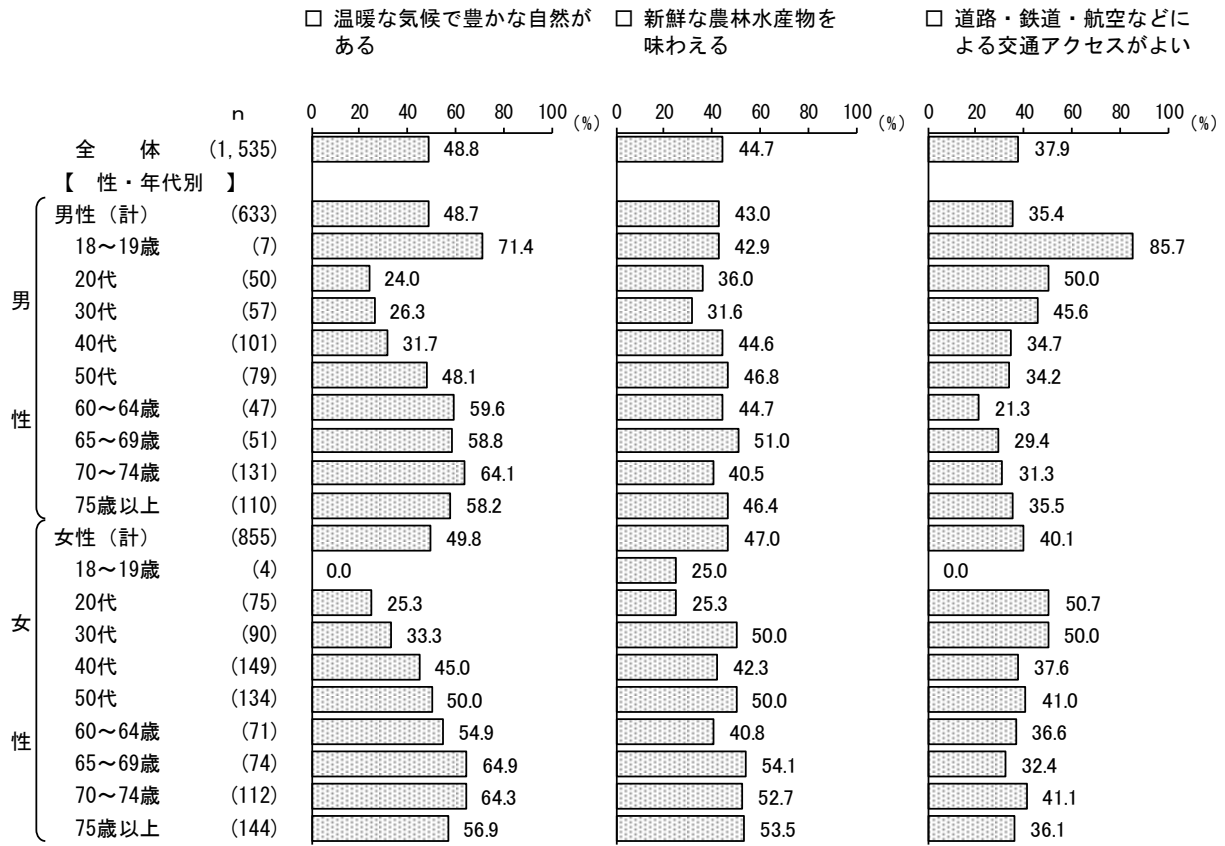 □ 温暖な気候で豊かな自然が
ある
□ 新鮮な農林水産物を
味わえる
□ 道路・鉄道・航空などに
よる交通アクセスがよい
n 0 20 40 60 80 100 (%) 0 20 40 60 80 100 (%) 0 20 40 60 80 100 (%)
全 体 (1,535) 48.8 44.7 37.9
【 性・年代別 】
男性（計） (633) 48.7 43.0 35.4
18～19歳 (7) 71.4 42.9 85.7
20代 (50) 24.0 36.0 50.0
30代 (57) 26.3 31.6 45.6
40代 (101) 31.7 44.6 34.7
50代 (79) 48.1 46.8 34.2
60～64歳 (47) 59.6 44.7 21.3
65～69歳 (51) 58.8 51.0 29.4
70～74歳 (131) 64.1 40.5 31.3
75歳以上 (110) 58.2 46.4 35.5
男性
女性（計） (855) 49.8 47.0 40.1
18～19歳 (4) 0.0 25.0 0.0
20代 (75) 25.3 25.3 50.7
30代 (90) 33.3 50.0 50.0
40代 (149) 45.0 42.3 37.6
50代 (134) 50.0 50.0 41.0
60～64歳 (71) 54.9 40.8 36.6
65～69歳 (74) 64.9 54.1 32.4
70～74歳 (112) 64.3 52.7 41.1
75歳以上 (144) 56.9 53.5 36.1
女性